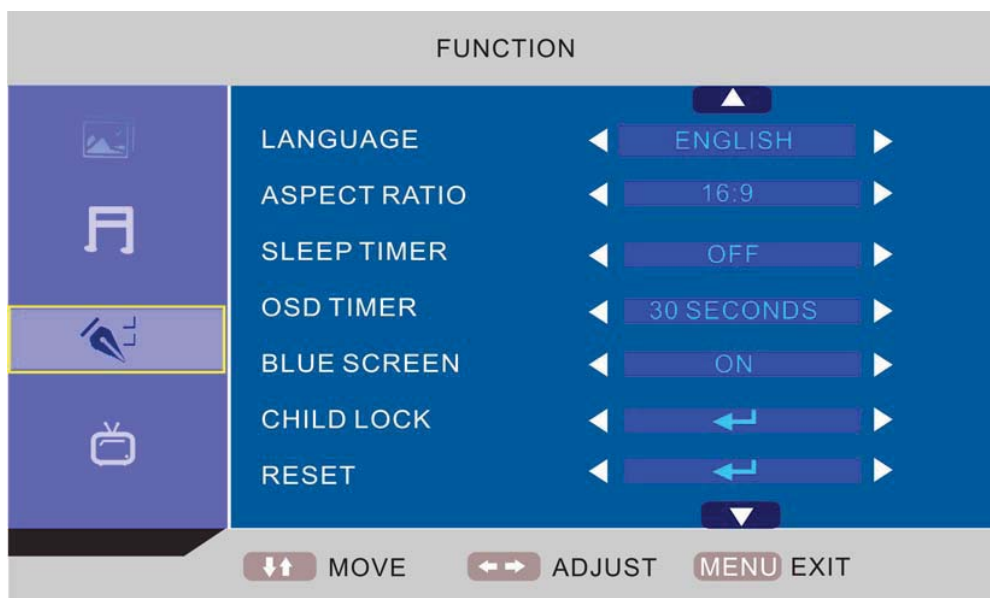 FUNCTION
LANGUAGE ENGLISH
ASPECT RATIO 16:9
SLEEP TIMER OFF
OSD TIMER 30 SECONDS
BLUE SCREEN ON
CHILD LOCK
RESET
MOVE ADJUST MENU EXIT